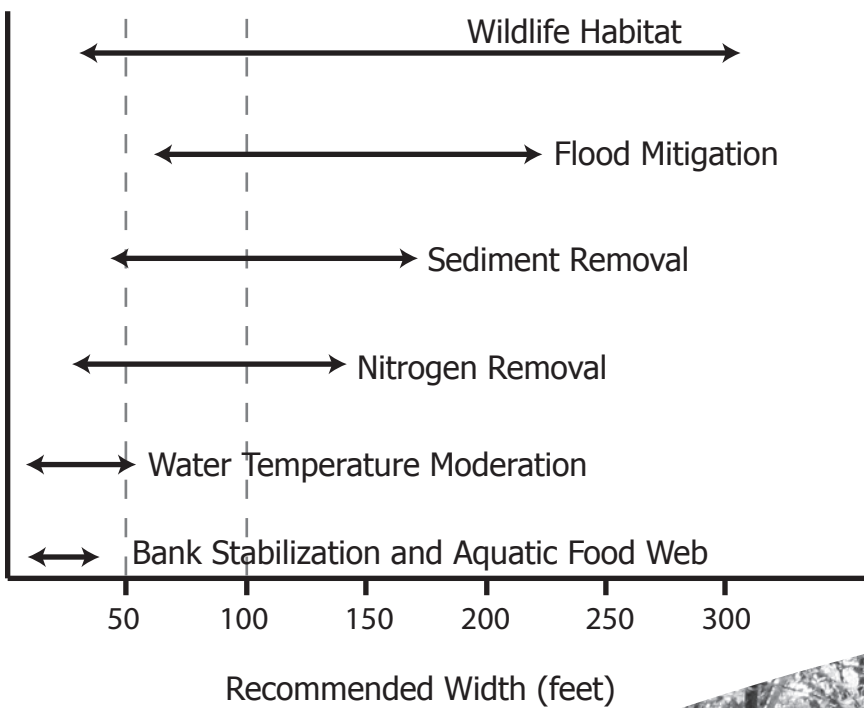 Wildlife Habitat
Flood Mitigation
Sediment Removal
Nitrogen Removal
Water Temperature Moderation
Bank Stabilization and Aquatic Food Web
50 100 150 200 250 300
Recommended Width (feet)